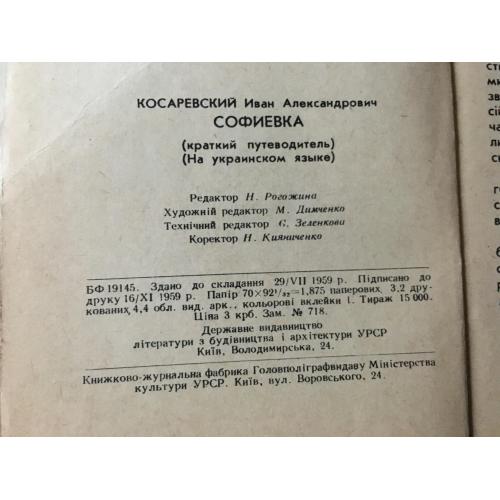 КОСАРЕВСКИЙ Иван Александрович
СОФИЕВКА
(краткий путеводитель)
(На украинском языке)
Редактор Н. Рогожина
Художній редактор М. Димченко
Технічний редактор С. Зеленкова
Коректор Н. Кияниченко
БФ 19145. Здано до складання 29/VII 1959 р. Підписано до
друку 16/XI 1959 р. Папір 70×92¹/₃₂=1,875 паперових, 3,2 дру-
кованих, 4,4 обл. вид. арк., кольорові вклейки 1. Тираж 15 000.
Ціна 3 крб. Зам. № 718.
Державне видавництво
літератури з будівництва і архітектури УРСР
Київ, Володимирська, 24.
Книжково-журнальна фабрика Головполіграфвидаву Міністерства
культури УРСР. Київ, вул. Воровського, 24.